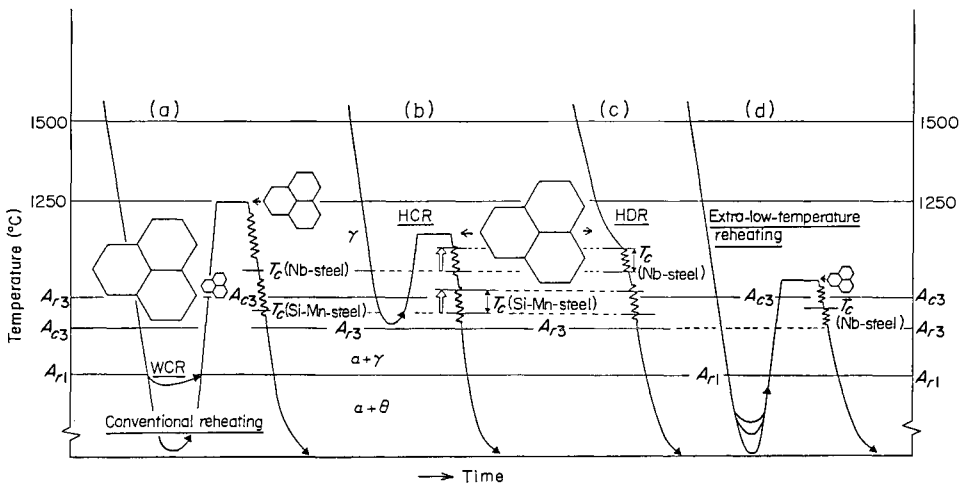 (a)
(b)
(c)
(d)
1500
1500
1250
1250
HCR
HDR
γ
Extra-low-temperature
reheating
Tc (Nb-steel)
Tc
(Nb-steel)
Ar3
Ac3
Tc (Si-Mn-steel)
Tc (Si-Mn-steel)
Ac3
Ac3
Tc
(Nb-steel)
Ac3
Ar3
Ar3
Ar3
WCR
α+γ
Ar1
Ar1
Ar1
Conventional reheating
α+θ
Temperature (°C)
Time